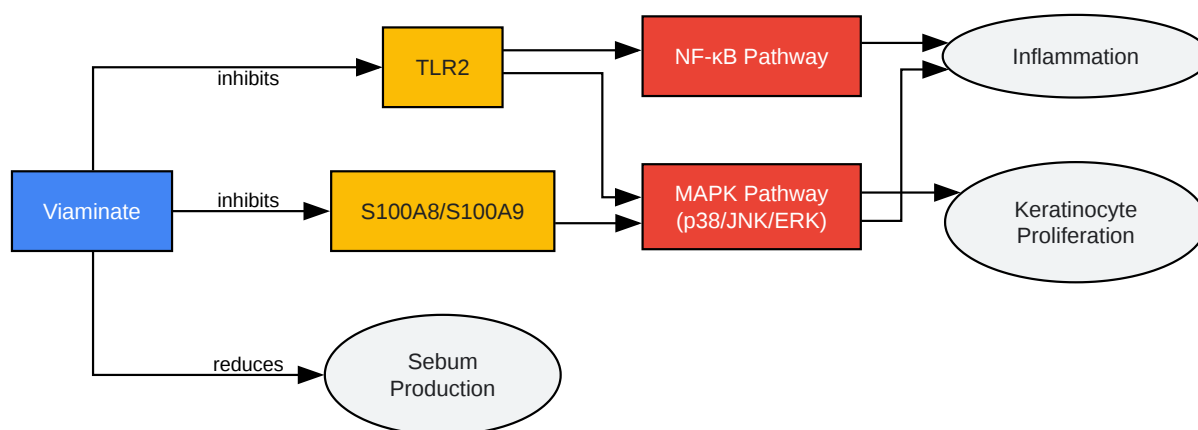 TLR2
NF-κB Pathway
Inflammation
inhibits
Viaminate
inhibits
S100A8/S100A9
MAPK Pathway
(p38/JNK/ERK)
Keratinocyte
Proliferation
reduces
Sebum
Production